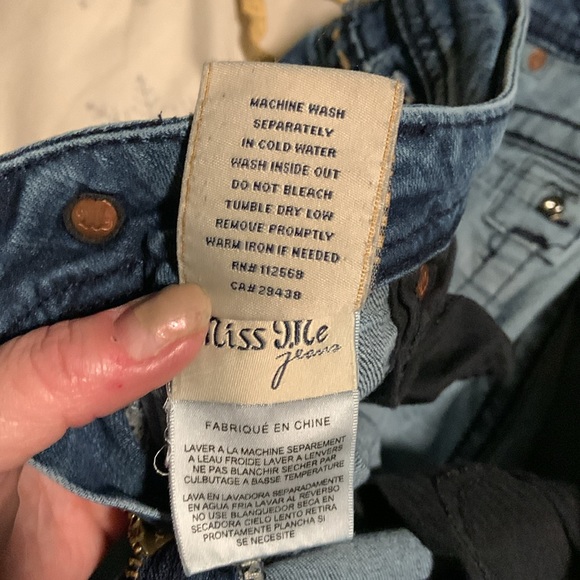 MACHINE WASH
SEPARATELY
IN COLD WATER
WASH INSIDE OUT
DO NOT BLEACH
TUMBLE DRY LOW
REMOVE PROMPTLY
WARM IRON IF NEEDED
RN# 112568
CA# 29438
Miss Me
jeans
FABRIQUÉ EN CHINE
LAVER A LA MACHINE SEPAREMENT
A LEAU FROIDE LAVER A LENVERS
NE PAS BLANCHIR SECHER PAR
CULBUTAGE A BASSE TEMPERATURE
LAVA EN LAVADORA SEPARADAMENTE
EN AGUA FRIA LAVAR AL REVERSO
NO USE BLANQUEDOR SECA EN
SECADORA CIELO LENTO RETIRA
PRONTAMENTE PLANCHA SI
SE NECESITE